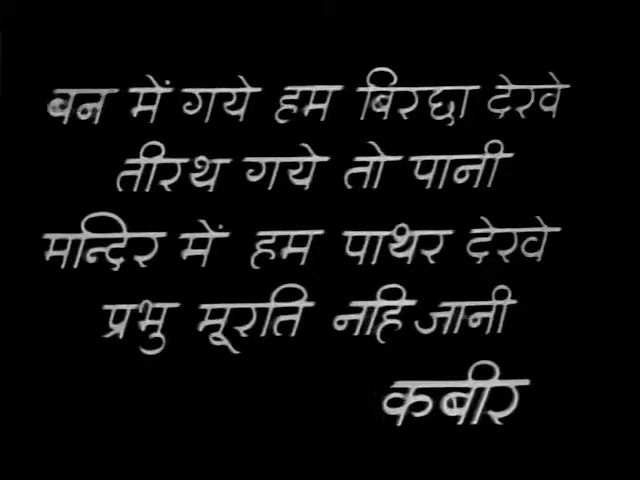 बन में गये हम बिरछा देखे
तीरथ गये तो पानी
मन्दिर में हम पाथर देखे
प्रभु मूरति नहि जानी
कबीर